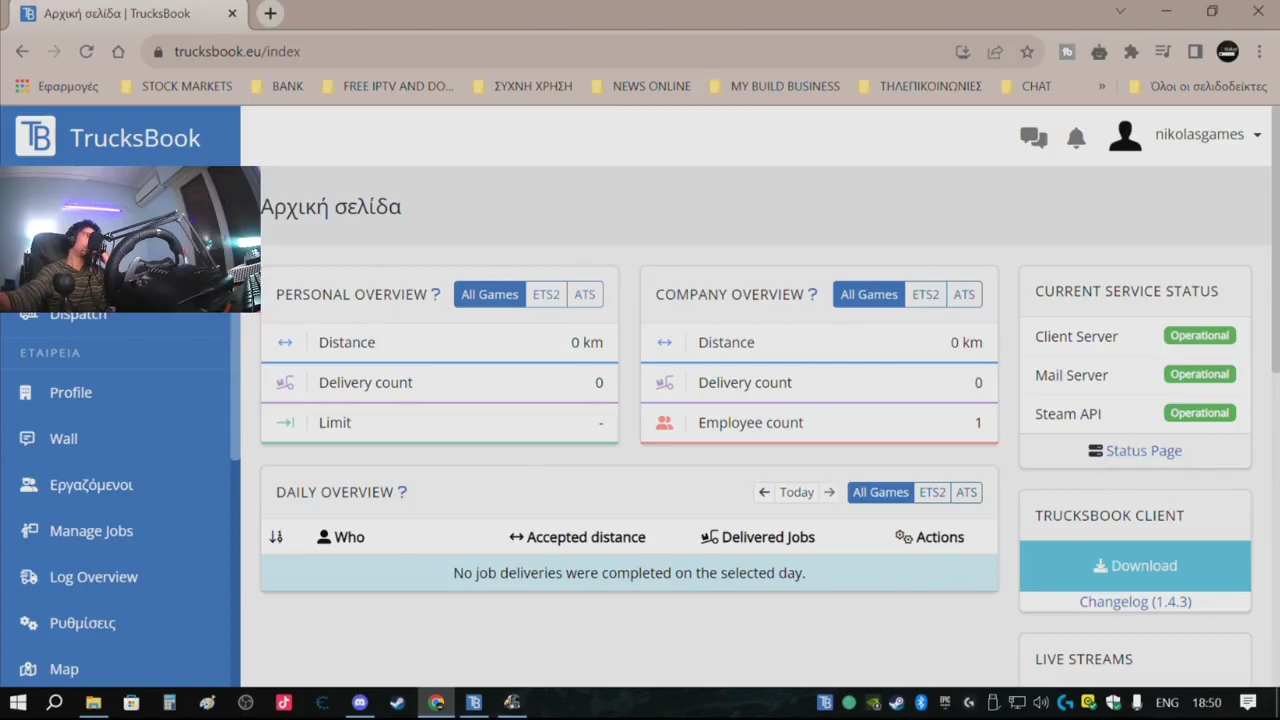 Αρχική σελίδα | TrucksBook
trucksbook.eu/index
Εφαρμογές
STOCK MARKETS
BANK
FREE IPTV AND DO...
ΣΥΧΝΗ ΧΡΗΣΗ
NEWS ONLINE
MY BUILD BUSINESS
ΤΗΛΕΠΙΚΟΙΝΩΝΙΕΣ
CHAT
»
Όλοι οι σελιδοδείκτες
TB TrucksBook
nikolasgames
Αρχική σελίδα
Dispatch
ΕΤΑΙΡΕΙΑ
Profile
Wall
Εργαζόμενοι
Manage Jobs
Log Overview
Ρυθμίσεις
Map
PERSONAL OVERVIEW ? All Games ETS2 ATS
Distance 0 km
Delivery count 0
Limit -
COMPANY OVERVIEW ? All Games ETS2 ATS
Distance 0 km
Delivery count 0
Employee count 1
DAILY OVERVIEW ? Today All Games ETS2 ATS
Who Accepted distance Delivered Jobs Actions
No job deliveries were completed on the selected day.
CURRENT SERVICE STATUS
Client Server Operational
Mail Server Operational
Steam API Operational
Status Page
TRUCKSBOOK CLIENT
Download
Changelog (1.4.3)
LIVE STREAMS
ENG 18:50